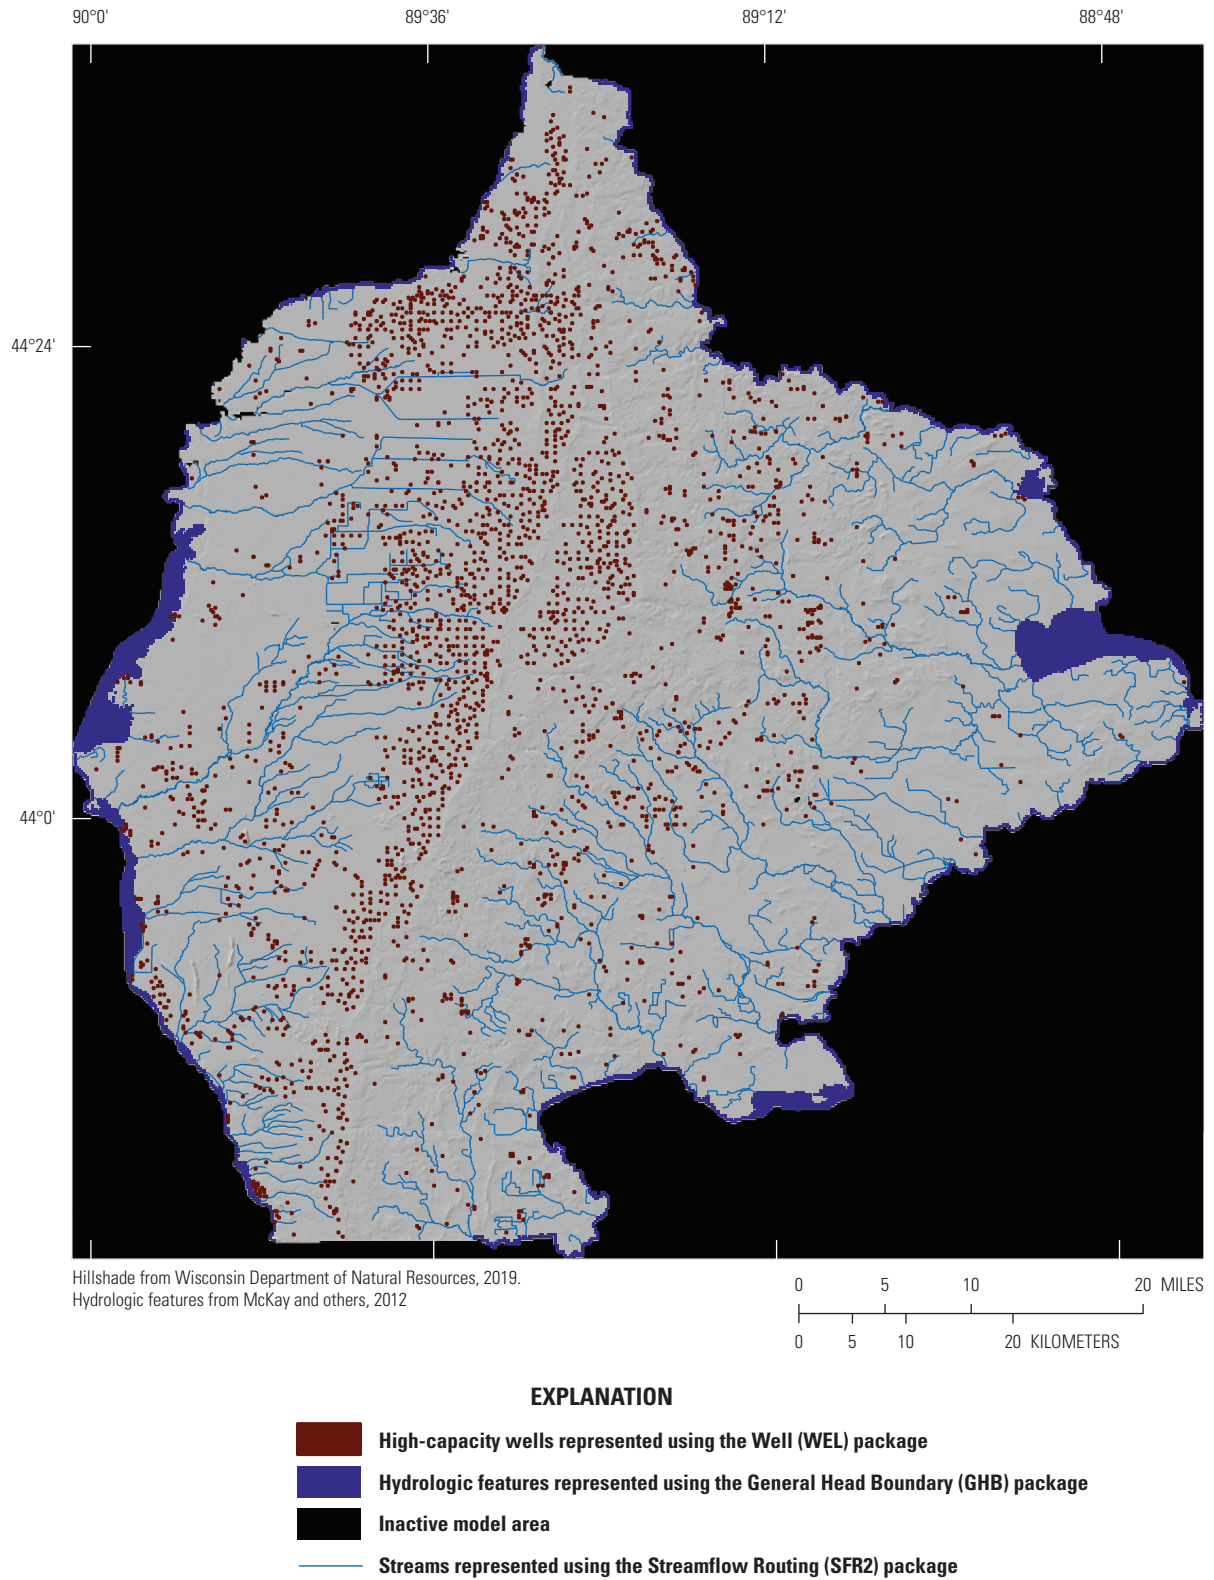 90°0'
89°36'
89°12'
88°48'
44°24'
44°0'
Hillshade from Wisconsin Department of Natural Resources, 2019.
Hydrologic features from McKay and others, 2012
0 5 10 20 MILES
0 5 10 20 KILOMETERS
EXPLANATION
High-capacity wells represented using the Well (WEL) package
Hydrologic features represented using the General Head Boundary (GHB) package
Inactive model area
Streams represented using the Streamflow Routing (SFR2) package